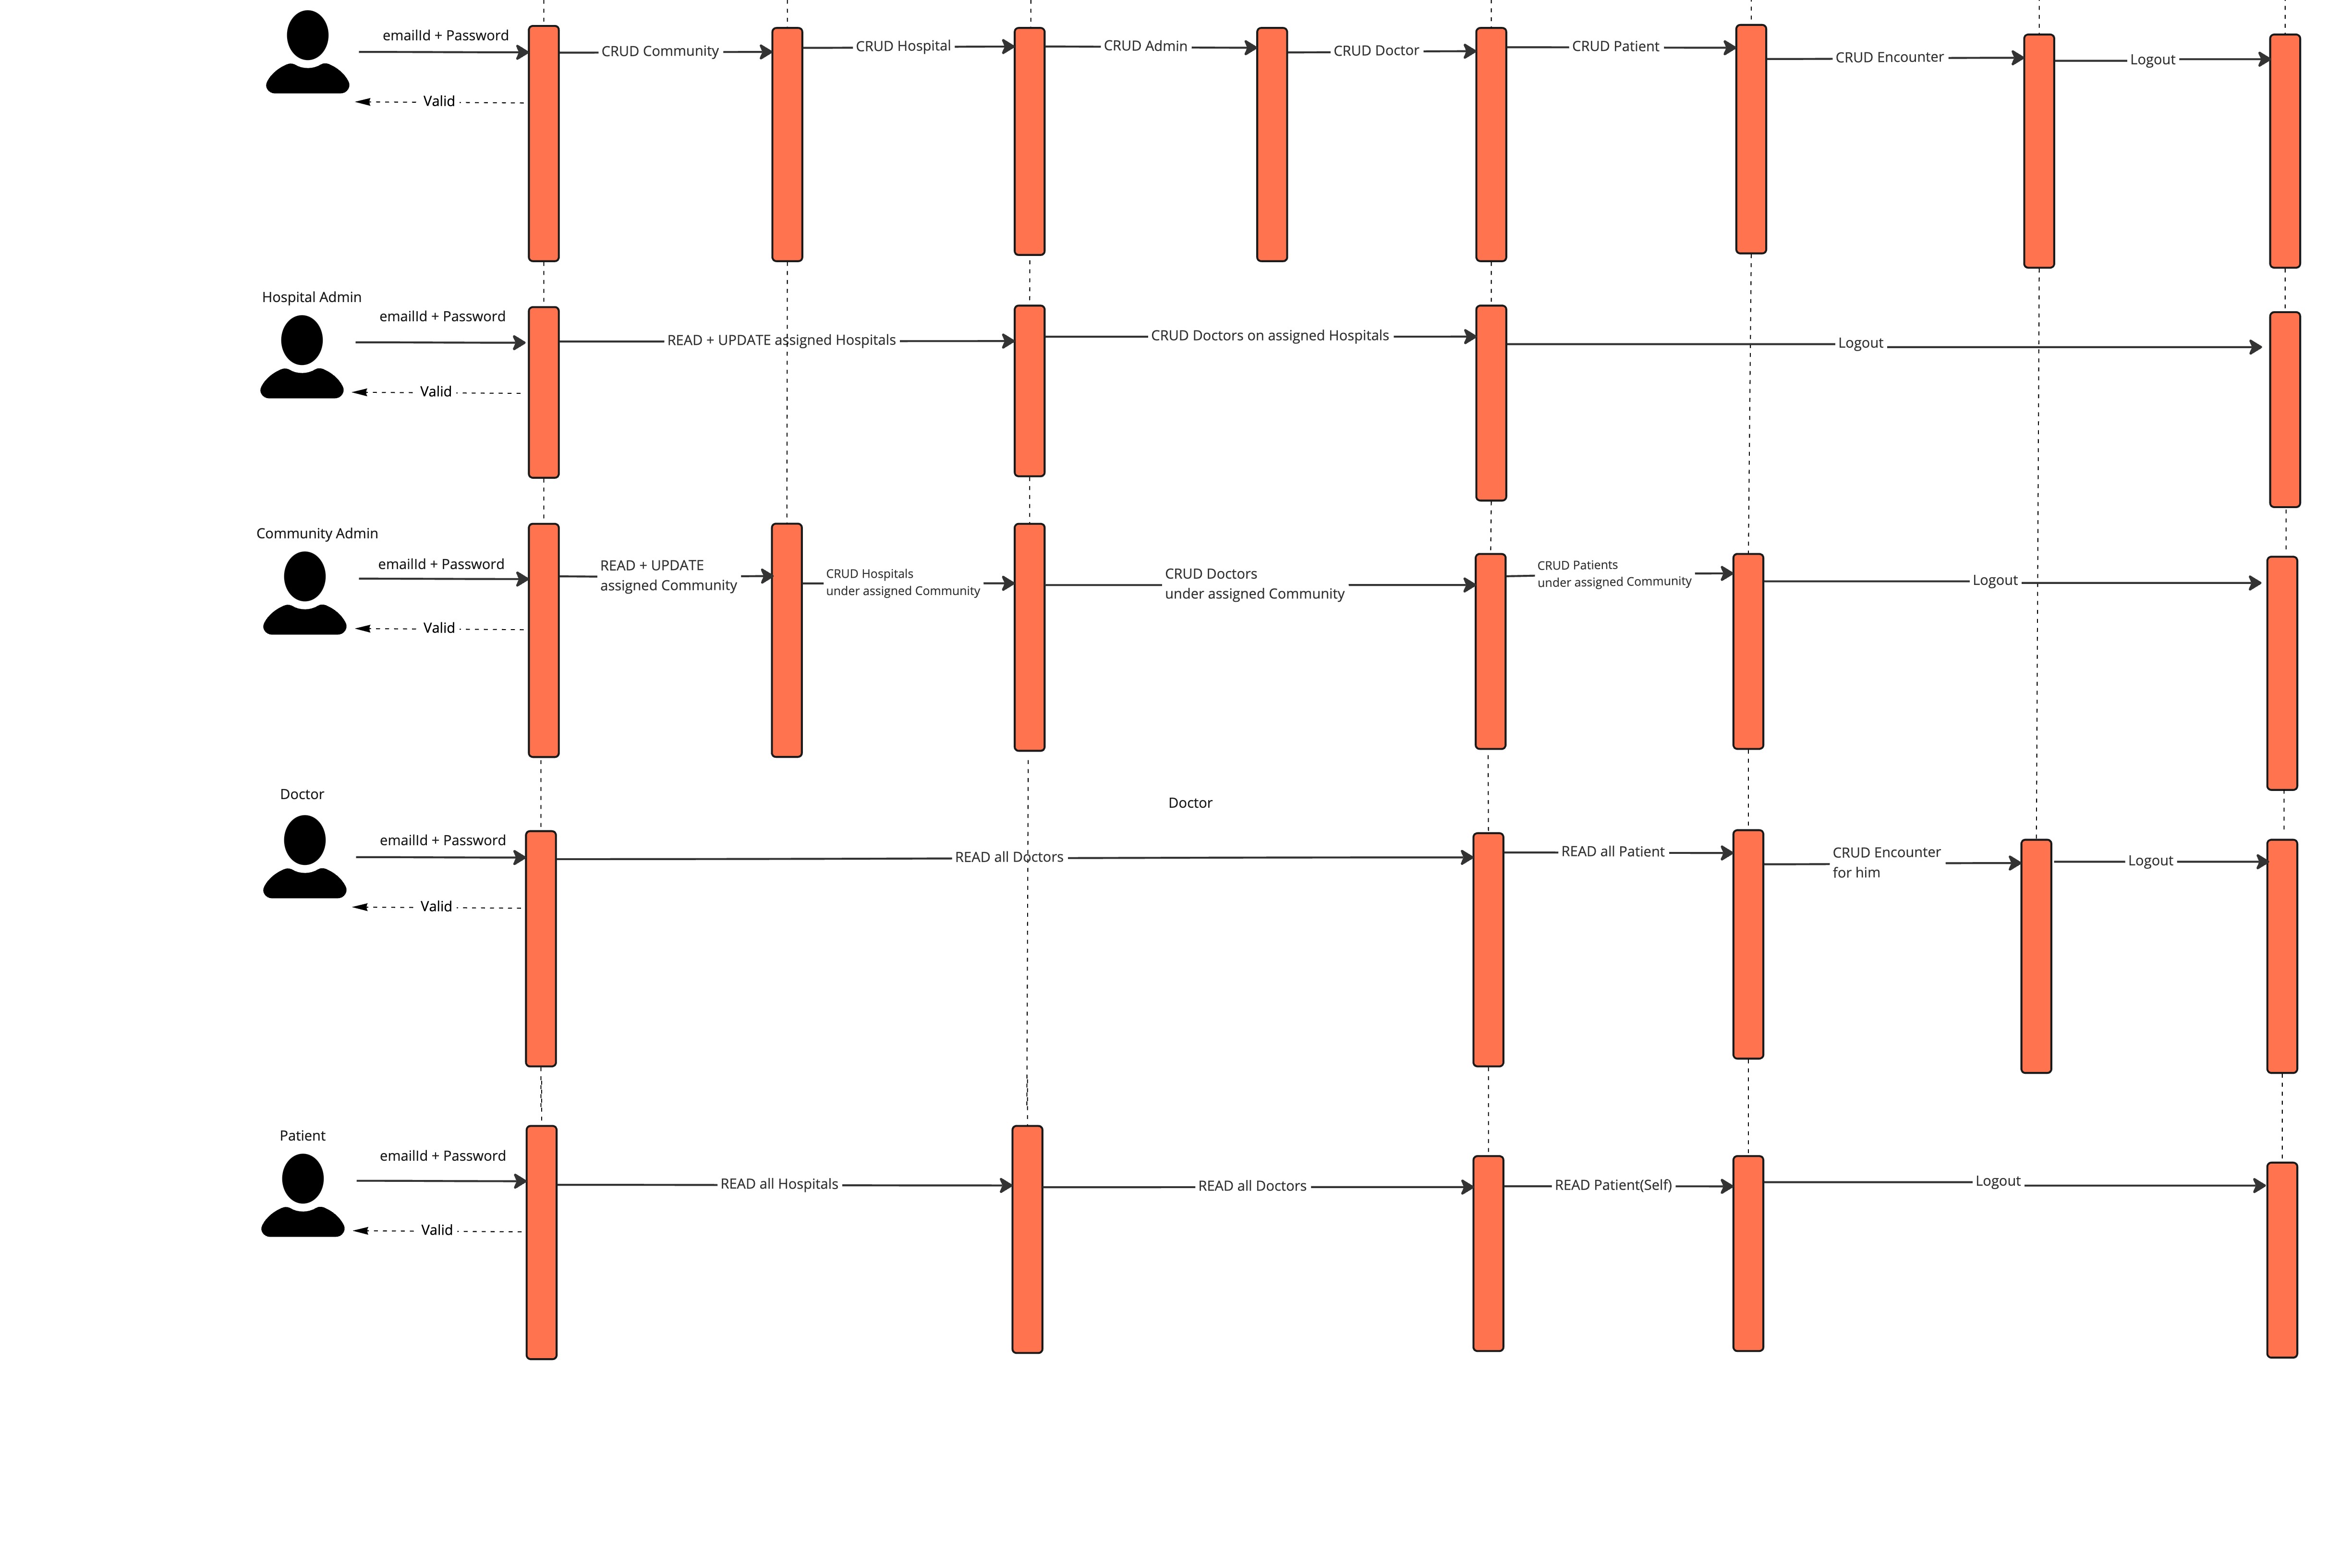 emailId + Password
CRUD Community
CRUD Hospital
CRUD Admin
CRUD Doctor
CRUD Patient
CRUD Encounter
Logout
Valid
Hospital Admin
emailId + Password
READ + UPDATE assigned Hospitals
CRUD Doctors on assigned Hospitals
Logout
Valid
Community Admin
emailId + Password
READ + UPDATE
assigned Community
CRUD Hospitals
under assigned Community
CRUD Doctors
under assigned Community
CRUD Patients
under assigned Community
Logout
Valid
Doctor
Doctor
emailId + Password
READ all Doctors
READ all Patient
CRUD Encounter
for him
Logout
Valid
Patient
emailId + Password
READ all Hospitals
READ all Doctors
READ Patient(Self)
Logout
Valid